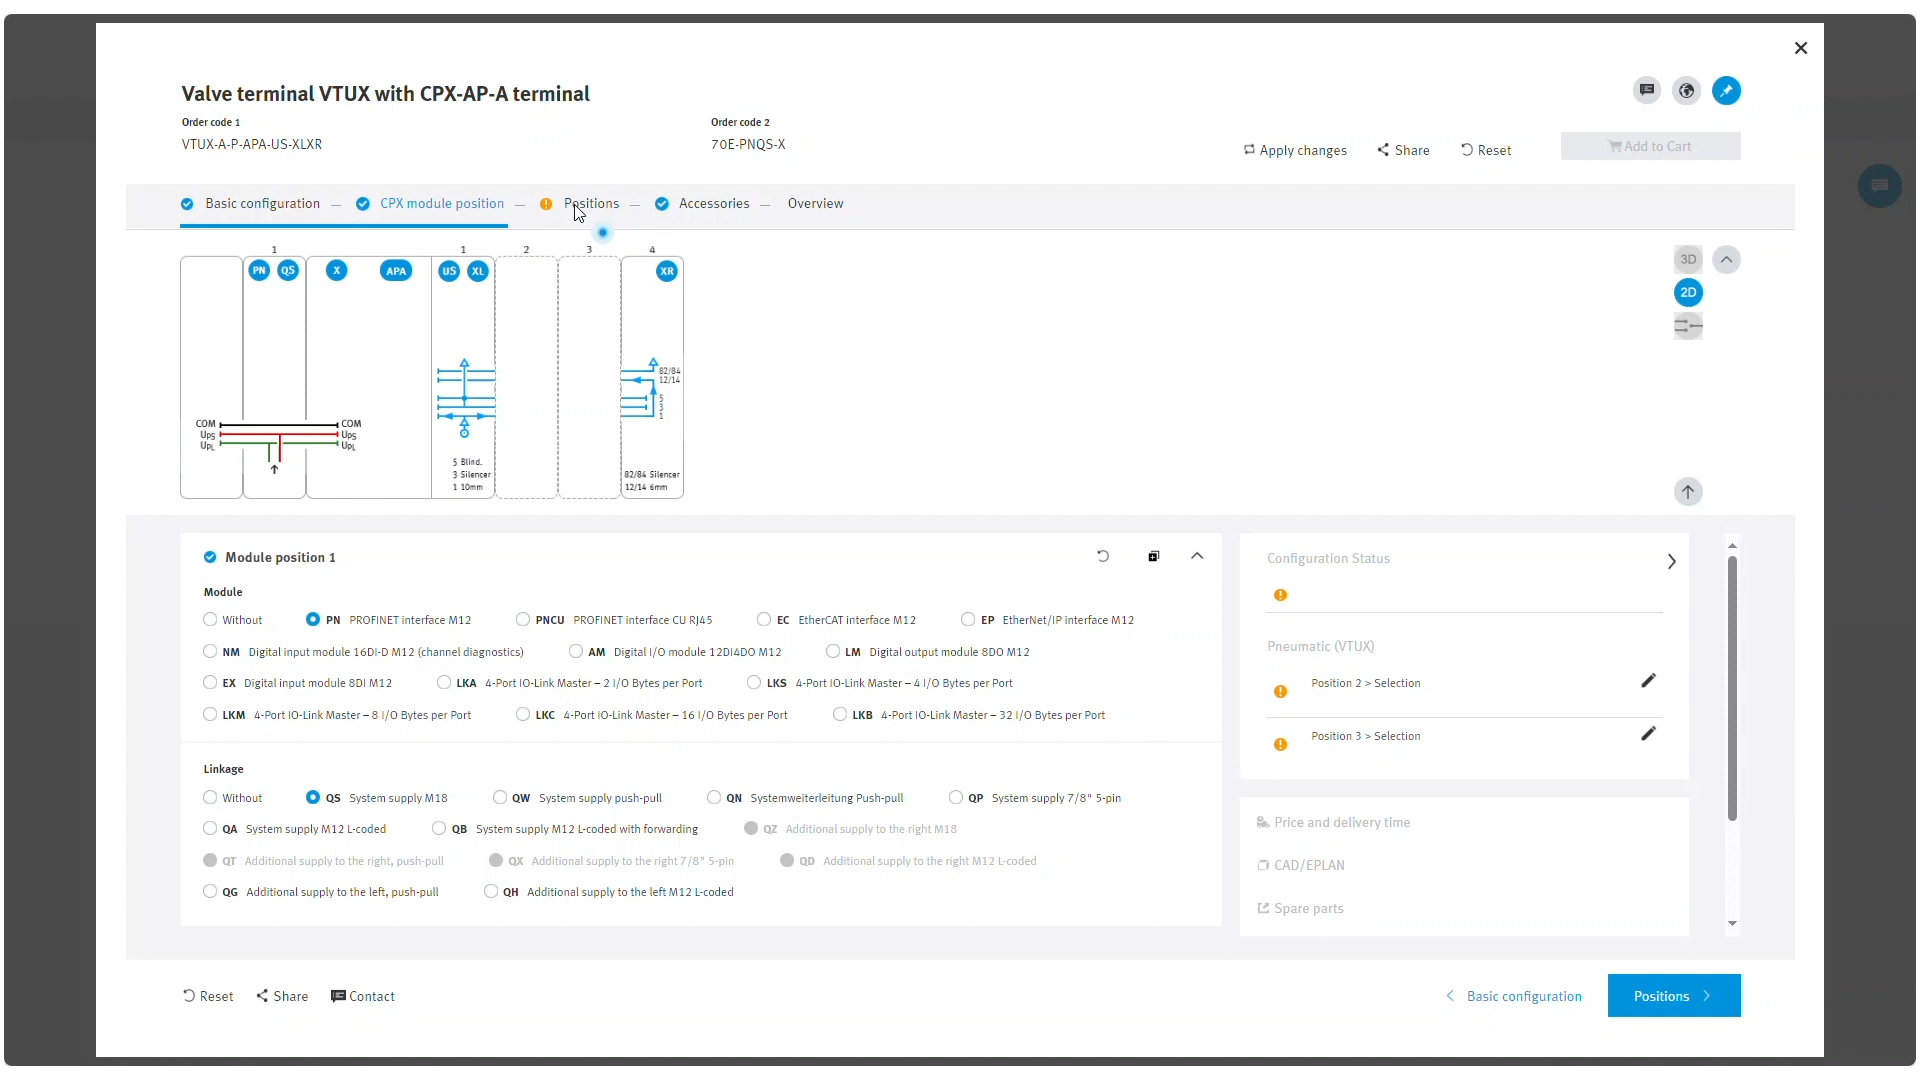 Valve terminal VTUX with CPX-AP-A terminal
Order code 1
VTUX-A-P-APA-US-XLXR
Order code 2
70E-PNQS-X
Apply changes
Share
Reset
Add to Cart
Basic configuration – CPX module position – Positions – Accessories – Overview
1 1 2 3 4
PN QS X APA US XL XR
3D
2D
82/84
12/14
5
3
1
COM COM
UPS UPS
UPL UPL
5 Blind.
3 Silencer
1 10mm
82/84 Silencer
12/14 6mm
Module position 1
Module
Without PN PROFINET interface M12 PNCU PROFINET interface CU RJ45 EC EtherCAT interface M12 EP EtherNet/IP interface M12
NM Digital input module 16DI-D M12 (channel diagnostics) AM Digital I/O module 12DI4DO M12 LM Digital output module 8DO M12
EX Digital input module 8DI M12 LKA 4-Port IO-Link Master – 2 I/O Bytes per Port LKS 4-Port IO-Link Master – 4 I/O Bytes per Port
LKM 4-Port IO-Link Master – 8 I/O Bytes per Port LKC 4-Port IO-Link Master – 16 I/O Bytes per Port LKB 4-Port IO-Link Master – 32 I/O Bytes per Port
Linkage
Without QS System supply M18 QW System supply push-pull QN Systemweiterleitung Push-pull QP System supply 7/8" 5-pin
QA System supply M12 L-coded QB System supply M12 L-coded with forwarding QZ Additional supply to the right M18
QT Additional supply to the right, push-pull QX Additional supply to the right 7/8" 5-pin QD Additional supply to the right M12 L-coded
QG Additional supply to the left, push-pull QH Additional supply to the left M12 L-coded
Configuration Status
Pneumatic (VTUX)
Position 2 > Selection
Position 3 > Selection
Price and delivery time
CAD/EPLAN
Spare parts
Reset Share Contact
Basic configuration
Positions